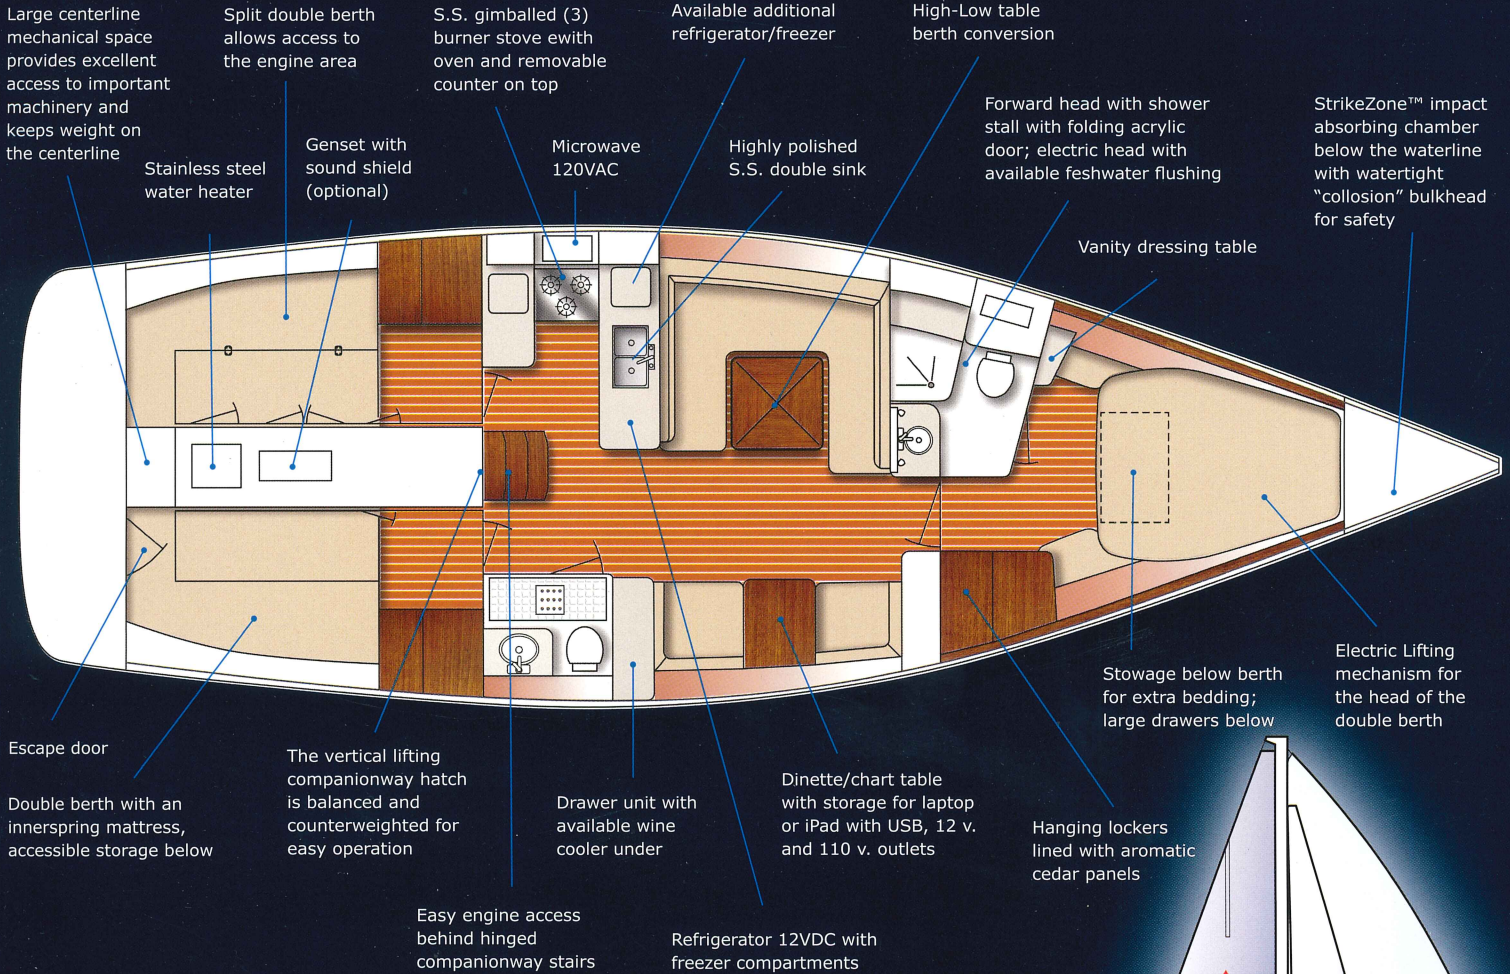 Large centerline
mechanical space
provides excellent
access to important
machinery and
keeps weight on
the centerline
Split double berth
allows access to
the engine area
S.S. gimballed (3)
burner stove ewith
oven and removable
counter on top
Available additional
refrigerator/freezer
High-Low table
berth conversion
Stainless steel
water heater
Genset with
sound shield
(optional)
Microwave
120VAC
Highly polished
S.S. double sink
Forward head with shower
stall with folding acrylic
door; electric head with
available feshwater flushing
StrikeZone™ impact
absorbing chamber
below the waterline
with watertight
“collosion” bulkhead
for safety
Vanity dressing table
Escape door
Double berth with an
innerspring mattress,
accessible storage below
The vertical lifting
companionway hatch
is balanced and
counterweighted for
easy operation
Easy engine access
behind hinged
companionway stairs
Drawer unit with
available wine
cooler under
Refrigerator 12VDC with
freezer compartments
Dinette/chart table
with storage for laptop
or iPad with USB, 12 v.
and 110 v. outlets
Hanging lockers
lined with aromatic
cedar panels
Stowage below berth
for extra bedding;
large drawers below
Electric Lifting
mechanism for
the head of the
double berth